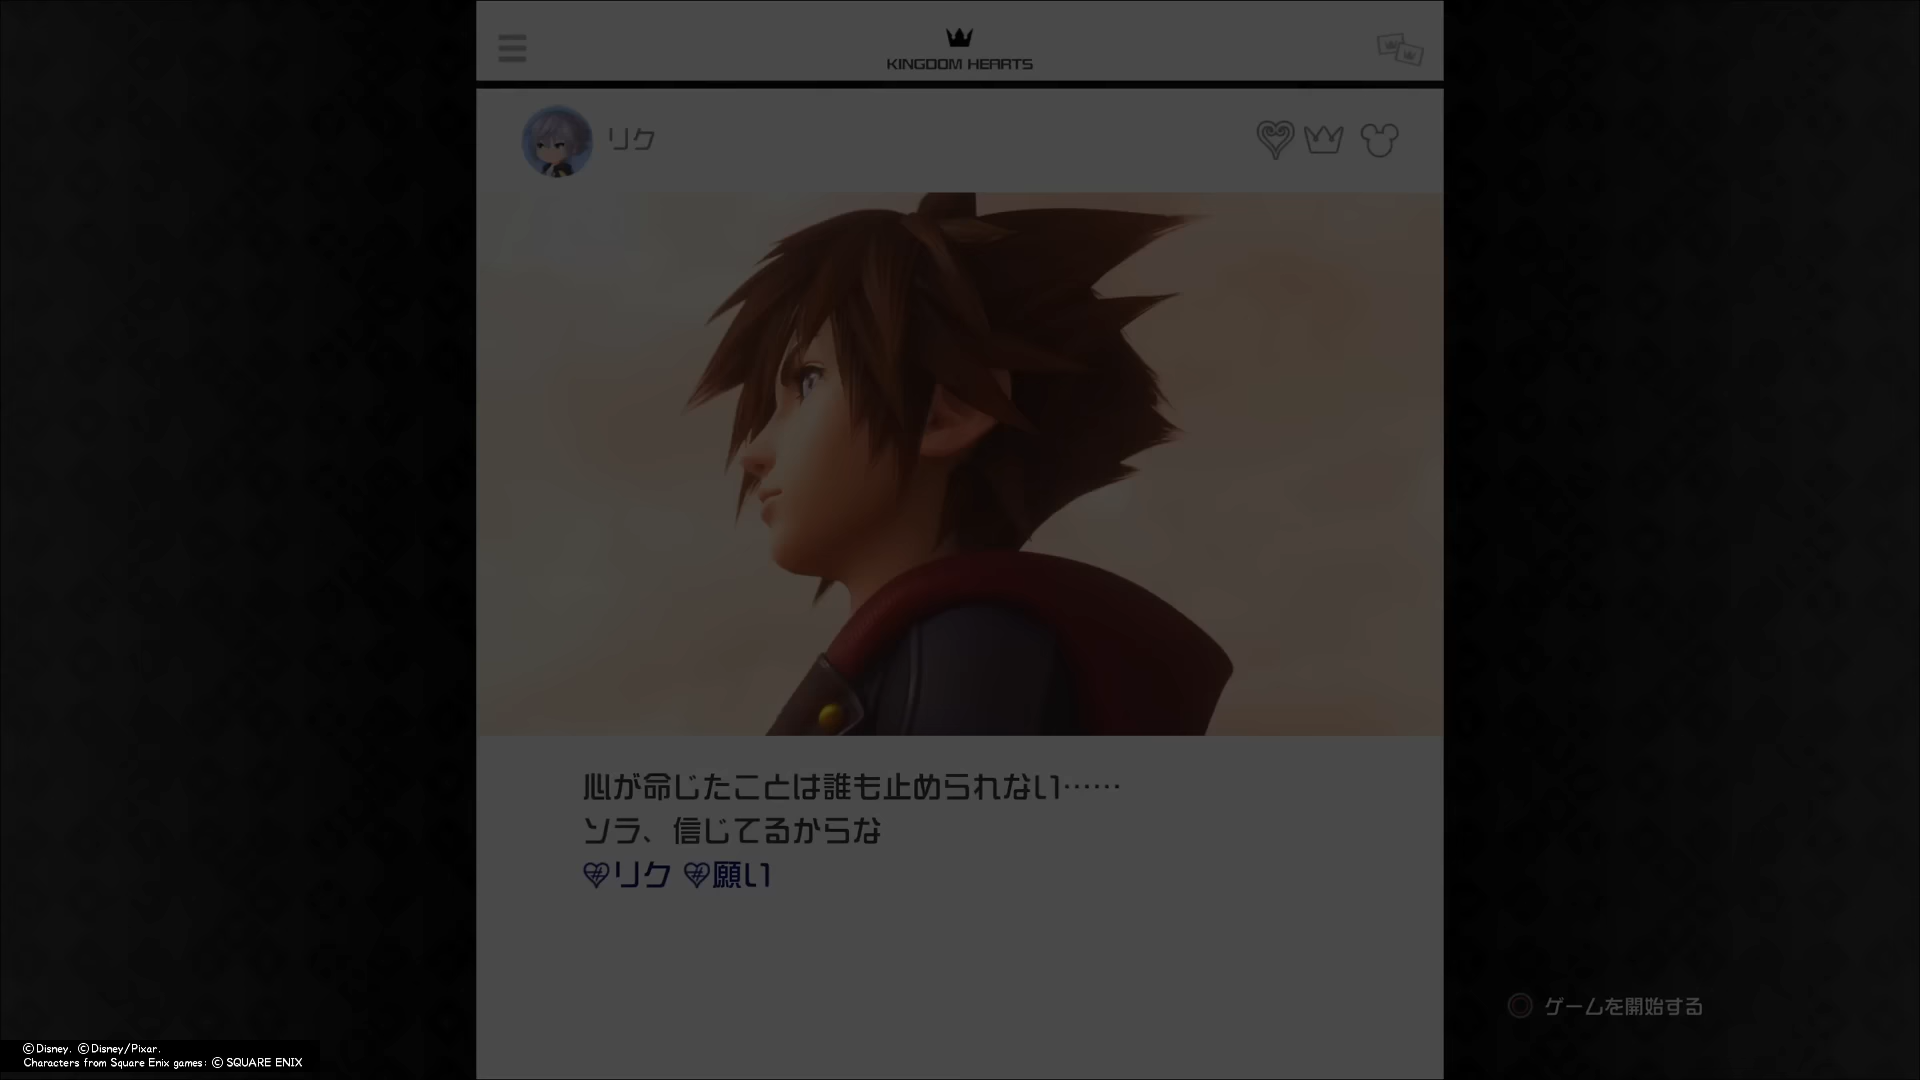 KINGDOM HEARTS
リク
心が命じたことは誰も止められない……
ソラ、信じてるからな
#リク #願い
ゲームを開始する
©Disney. ©Disney/Pixar.
Characters from Square Enix games: © SQUARE ENIX